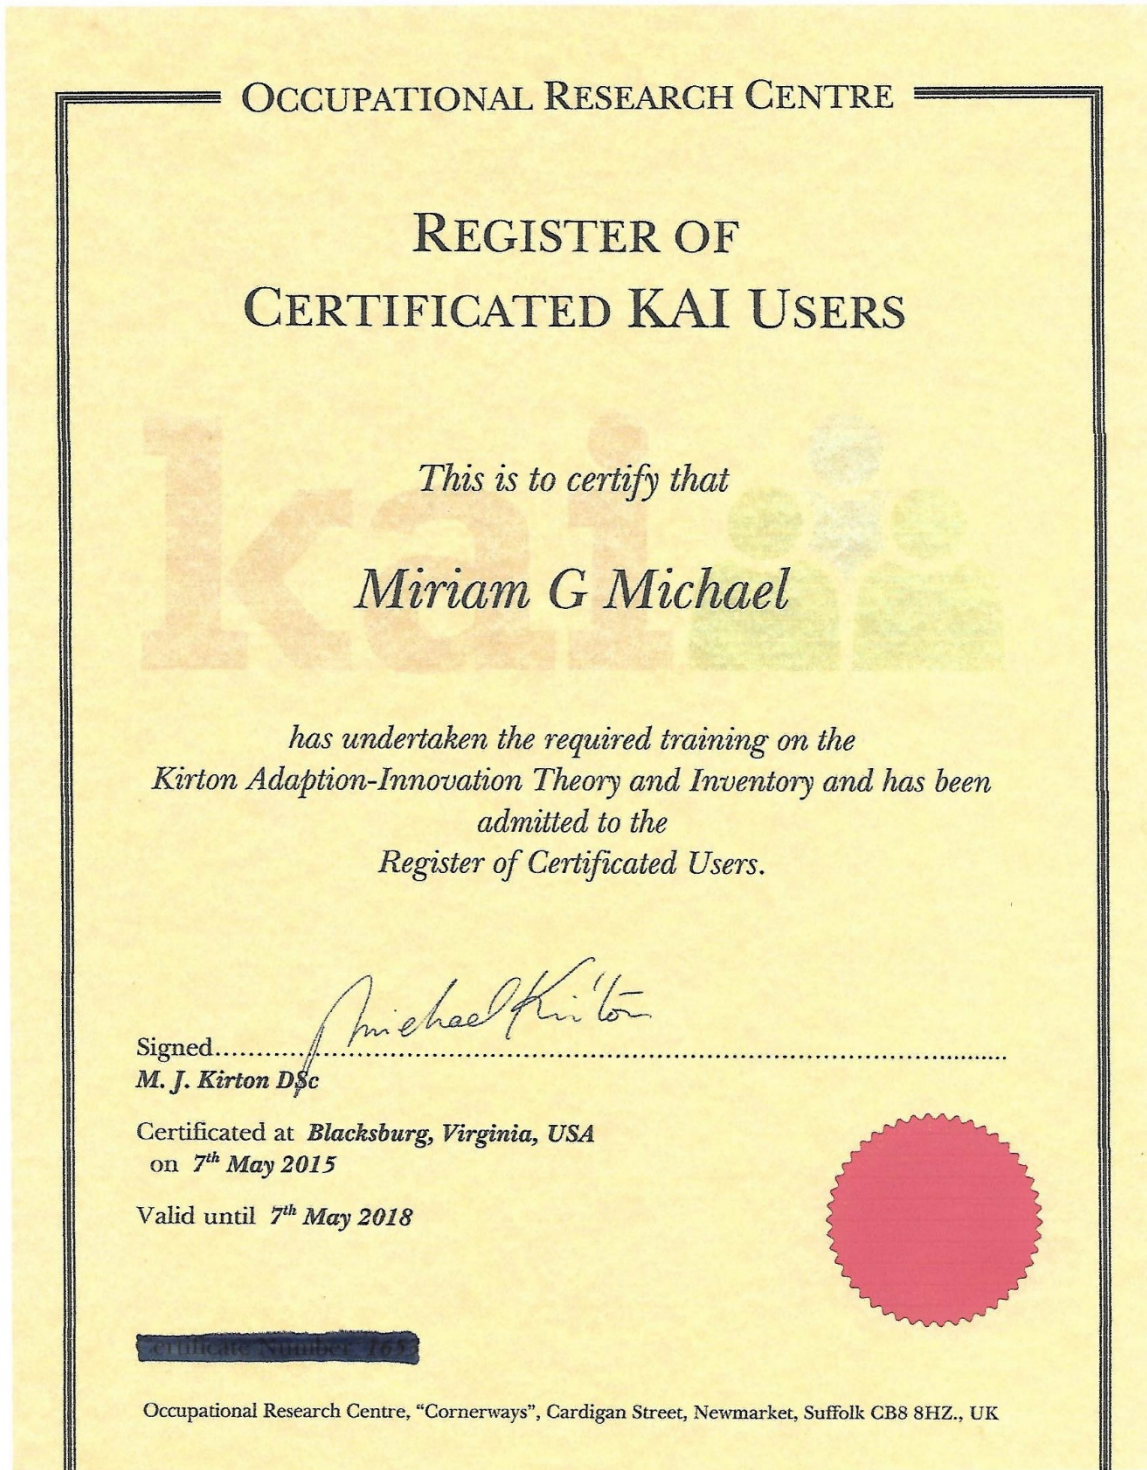 OCCUPATIONAL RESEARCH CENTRE
REGISTER OF
CERTIFICATED KAI USERS
kai
This is to certify that
Miriam G Michael
has undertaken the required training on the
Kirton Adaption-Innovation Theory and Inventory and has been
admitted to the
Register of Certificated Users.
Michael Kirton
Signed
M. J. Kirton DSc
Certificated at Blacksburg, Virginia, USA
on 7th May 2015
Valid until 7th May 2018
Occupational Research Centre, “Cornerways”, Cardigan Street, Newmarket, Suffolk CB8 8HZ., UK